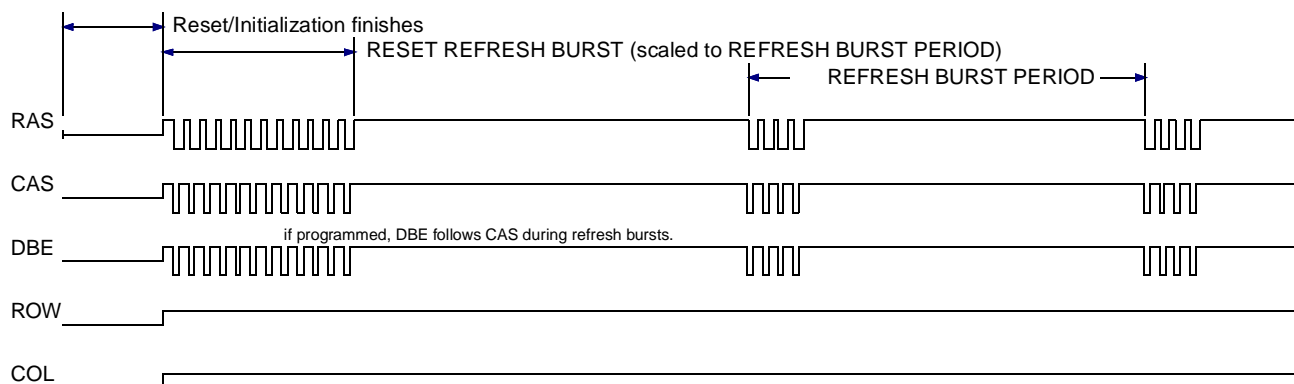 Reset/Initialization finishes
RESET REFRESH BURST (scaled to REFRESH BURST PERIOD)
REFRESH BURST PERIOD
RAS
CAS
if programmed, DBE follows CAS during refresh bursts.
DBE
ROW
COL